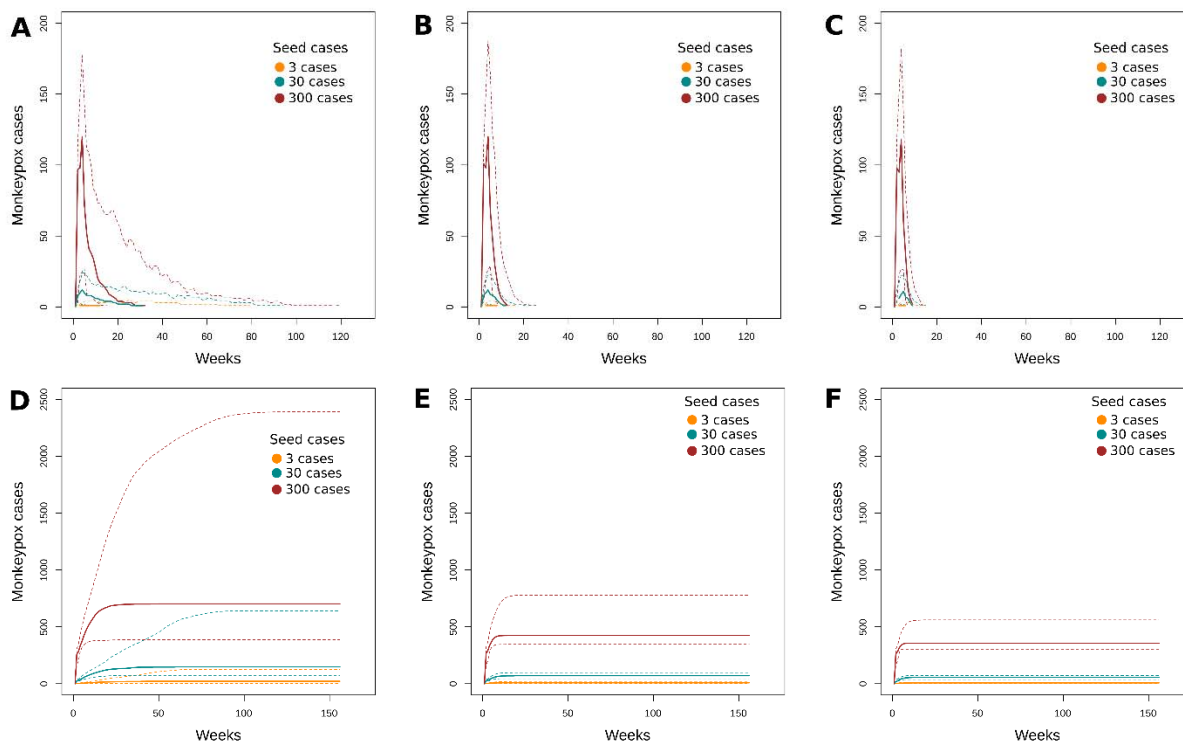 A
Monkeypox cases
200
150
100
50
0
Seed cases
3 cases
30 cases
300 cases
0 20 40 60 80 100 120
Weeks
B
Monkeypox cases
200
150
100
50
0
Seed cases
3 cases
30 cases
300 cases
0 20 40 60 80 100 120
Weeks
C
Monkeypox cases
200
150
100
50
0
Seed cases
3 cases
30 cases
300 cases
0 20 40 60 80 100 120
Weeks
D
Monkeypox cases
2500
2000
1500
1000
500
0
Seed cases
3 cases
30 cases
300 cases
0 50 100 150
Weeks
E
Monkeypox cases
2500
2000
1500
1000
500
0
Seed cases
3 cases
30 cases
300 cases
0 50 100 150
Weeks
F
Monkeypox cases
2500
2000
1500
1000
500
0
Seed cases
3 cases
30 cases
300 cases
0 50 100 150
Weeks